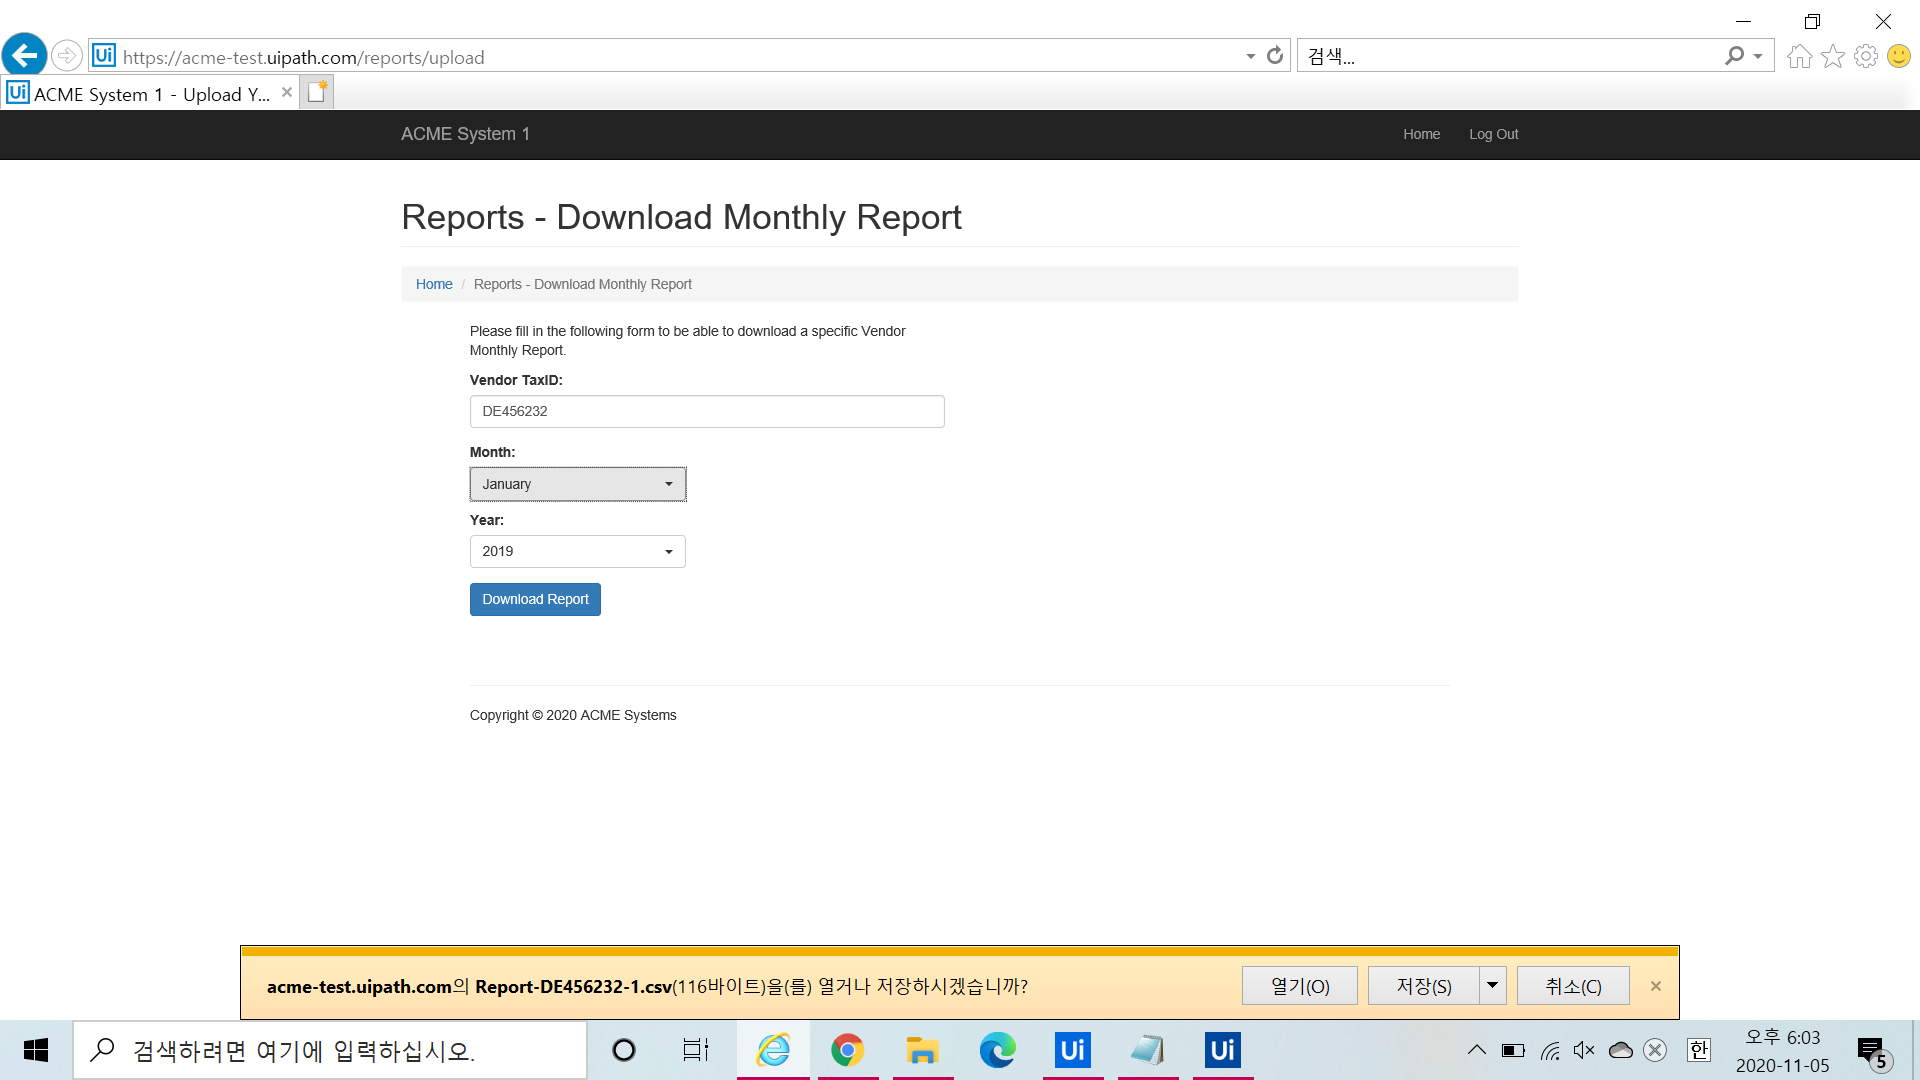 https://acme-test.uipath.com/reports/upload
검색...
ACME System 1 - Upload Y...
ACME System 1
Home
Log Out
Reports - Download Monthly Report
Home / Reports - Download Monthly Report
Please fill in the following form to be able to download a specific Vendor
Monthly Report.
Vendor TaxID:
DE456232
Month:
January
Year:
2019
Download Report
Copyright © 2020 ACME Systems
acme-test.uipath.com의 Report-DE456232-1.csv(116바이트)을(를) 열거나 저장하시겠습니까?
열기(O)
저장(S)
취소(C)
검색하려면 여기에 입력하십시오.
Ui
Ui
한
오후 6:03
2020-11-05
5